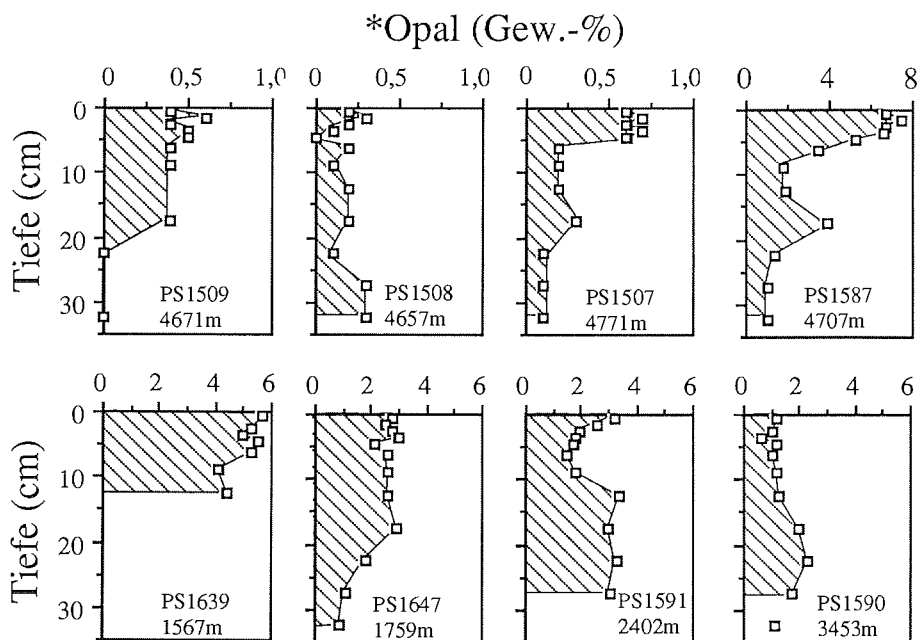 *Opal (Gew.-%)
0 0,5 1,0 0 0,5 1,0 0 0,5 1,0 0 4 8
Tiefe (cm)
0
10
20
30
PS1509
4671m
PS1508
4657m
PS1507
4771m
PS1587
4707m
0 2 4 6 0 2 4 6 0 2 4 6 0 2 4 6
Tiefe (cm)
0
10
20
30
PS1639
1567m
PS1647
1759m
PS1591
2402m
PS1590
3453m